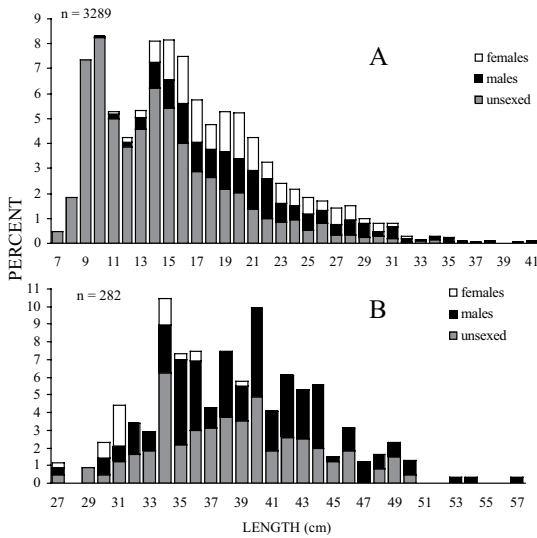 n = 3289
A
females
males
unsexed
9
8
7
6
5
4
3
2
1
0
7 9 11 13 15 17 19 21 23 25 27 29 31 33 35 37 39 41
PERCENT
n = 282
B
females
males
unsexed
11
10
9
8
7
6
5
4
3
2
1
0
27 29 31 33 35 37 39 41 43 45 47 49 51 53 55 57
LENGTH (cm)